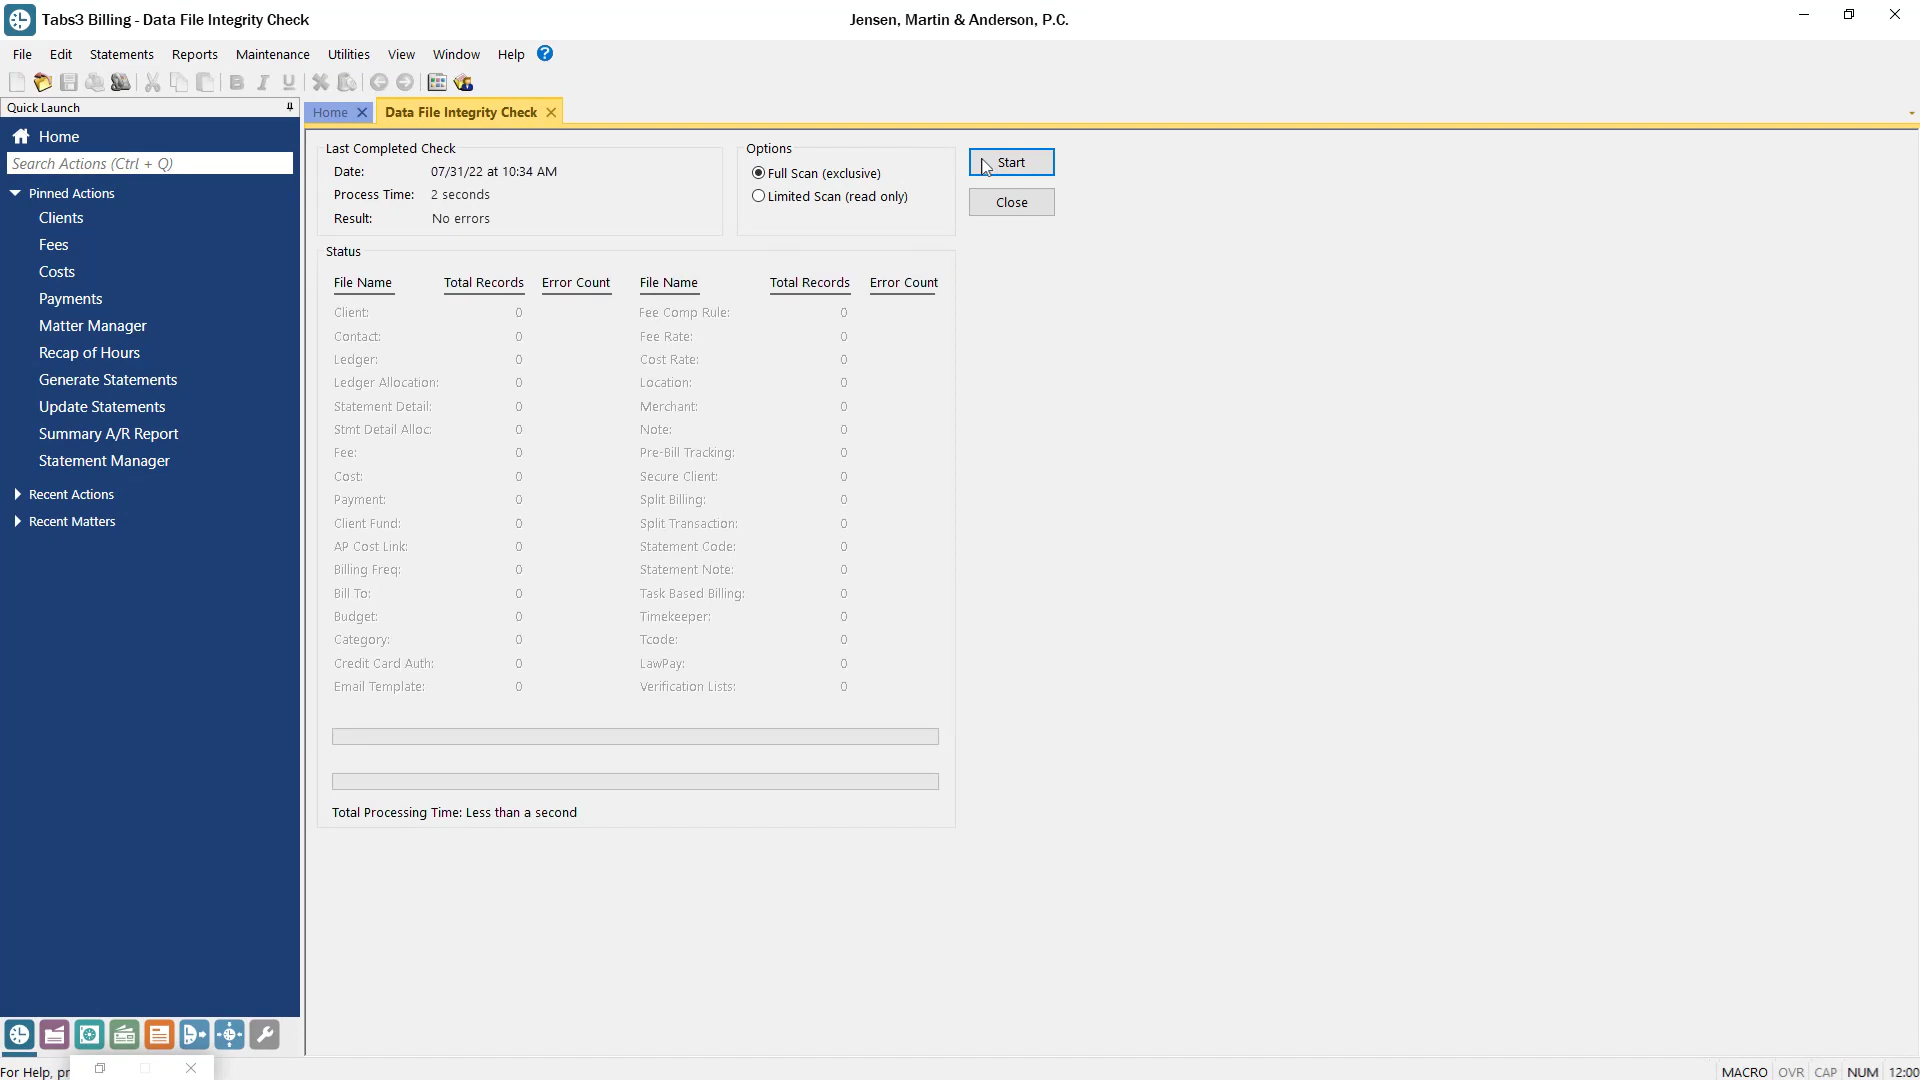 Tabs3 Billing - Data File Integrity Check
Jensen, Martin & Anderson, P.C.
File Edit Statements Reports Maintenance Utilities View Window Help
Quick Launch
Home
Search Actions (Ctrl + Q)
Pinned Actions
Clients
Fees
Costs
Payments
Matter Manager
Recap of Hours
Generate Statements
Update Statements
Summary A/R Report
Statement Manager
Recent Actions
Recent Matters
Home
Data File Integrity Check
Last Completed Check
Date: 07/31/22 at 10:34 AM
Process Time: 2 seconds
Result: No errors
Options
Full Scan (exclusive)
Limited Scan (read only)
Start
Close
Status
File Name Total Records Error Count File Name Total Records Error Count
Client: 0 Fee Comp Rule: 0
Contact: 0 Fee Rate: 0
Ledger: 0 Cost Rate: 0
Ledger Allocation: 0 Location: 0
Statement Detail: 0 Merchant: 0
Stmt Detail Alloc: 0 Note: 0
Fee: 0 Pre-Bill Tracking: 0
Cost: 0 Secure Client: 0
Payment: 0 Split Billing: 0
Client Fund: 0 Split Transaction: 0
AP Cost Link: 0 Statement Code: 0
Billing Freq: 0 Statement Note: 0
Bill To: 0 Task Based Billing: 0
Budget: 0 Timekeeper: 0
Category: 0 Tcode: 0
Credit Card Auth: 0 LawPay: 0
Email Template: 0 Verification Lists: 0
Total Processing Time: Less than a second
For Help, pr
MACRO OVR CAP NUM 12:00